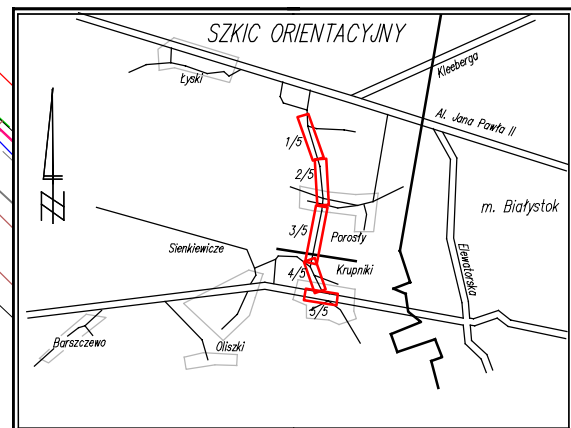 SZKIC ORIENTACYJNY
Kleeberga
Łyski
Al. Jana Pawła II
1/5
2/5
m. Białystok
3/5
Porosły
Sienkiewicze
Elewatorska
4/5
Krupniki
5/5
Barszczewo
Oliszki
N